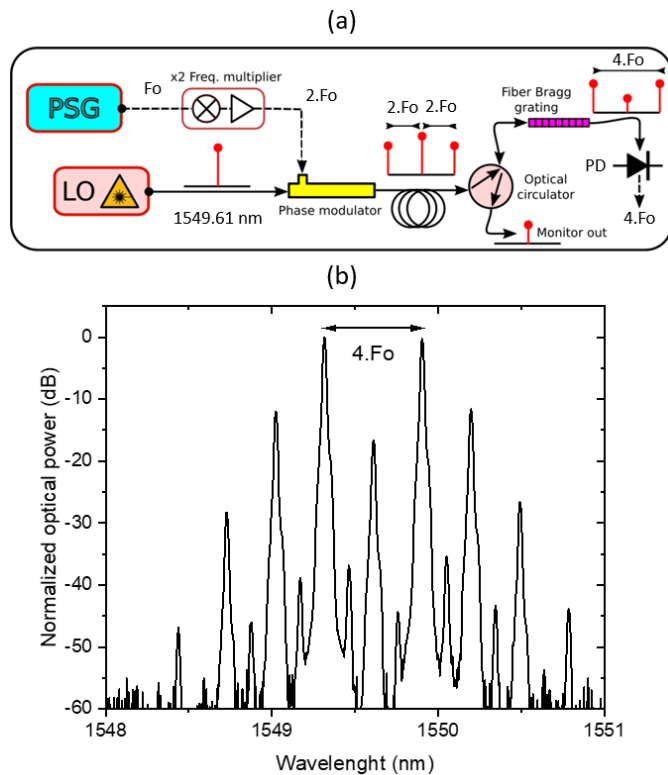 (a)
4.Fo
x2 Freq. multiplier
Fo
PSG
2.Fo
2.Fo 2.Fo
Fiber Bragg
grating
PD
LO
1549.61 nm
Phase modulator
Optical
circulator
4.Fo
Monitor out
(b)
Normalized optical power (dB)
0
-10
-20
-30
-40
-50
-60
4.Fo
1548 1549 1550 1551
Wavelenght (nm)